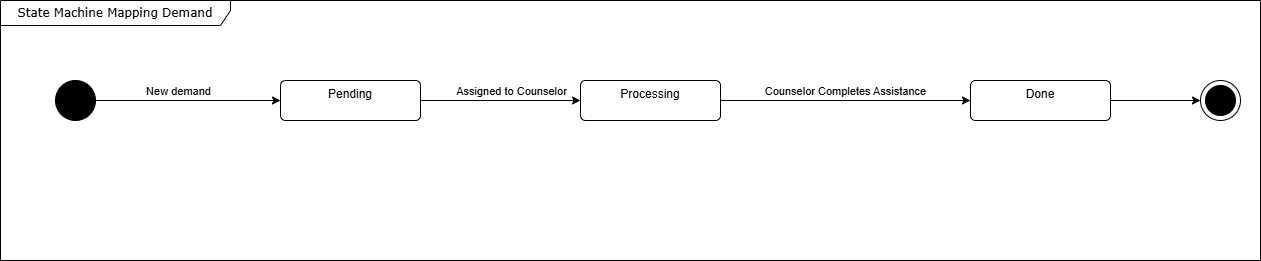 State Machine Mapping Demand
New demand
Pending
Assigned to Counselor
Processing
Counselor Completes Assistance
Done